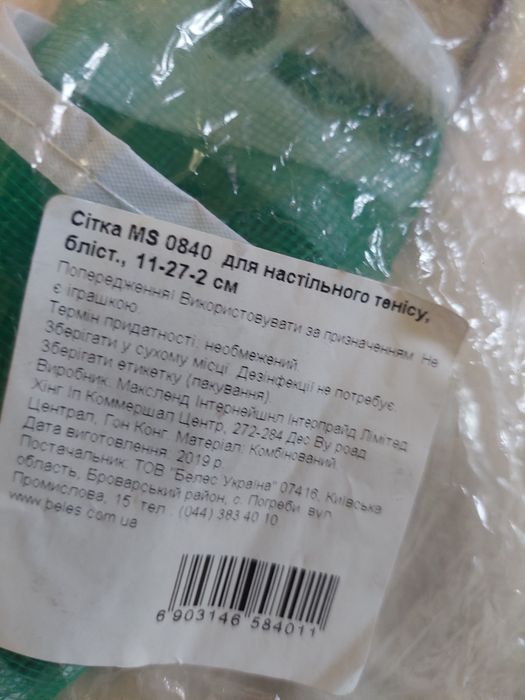 Сітка MS 0840 для настільного тенісу,
бліст., 11-27-2 см
Попередження! Використовувати за призначенням. Не
є іграшкою.
Термін придатності: необмежений.
Зберігати у сухому місці. Дезінфекції не потребує.
Зберігати етикетку (пакування).
Виробник: Максленд Інтернейшнл Інтерпрайд Лімітед.
Хінг Іп Коммершал Центр, 272-284 Дес Ву роад
Централ, Гон Конг. Матеріал: Комбінований.
Дата виготовлення: 2019 р.
Постачальник: ТОВ "Белес Україна" 07416, Київська
область, Броварський район, с. Погреби, вул.
Промислова, 15, тел.: (044) 383 40 10
www.beles.com.ua
6 903146 584011